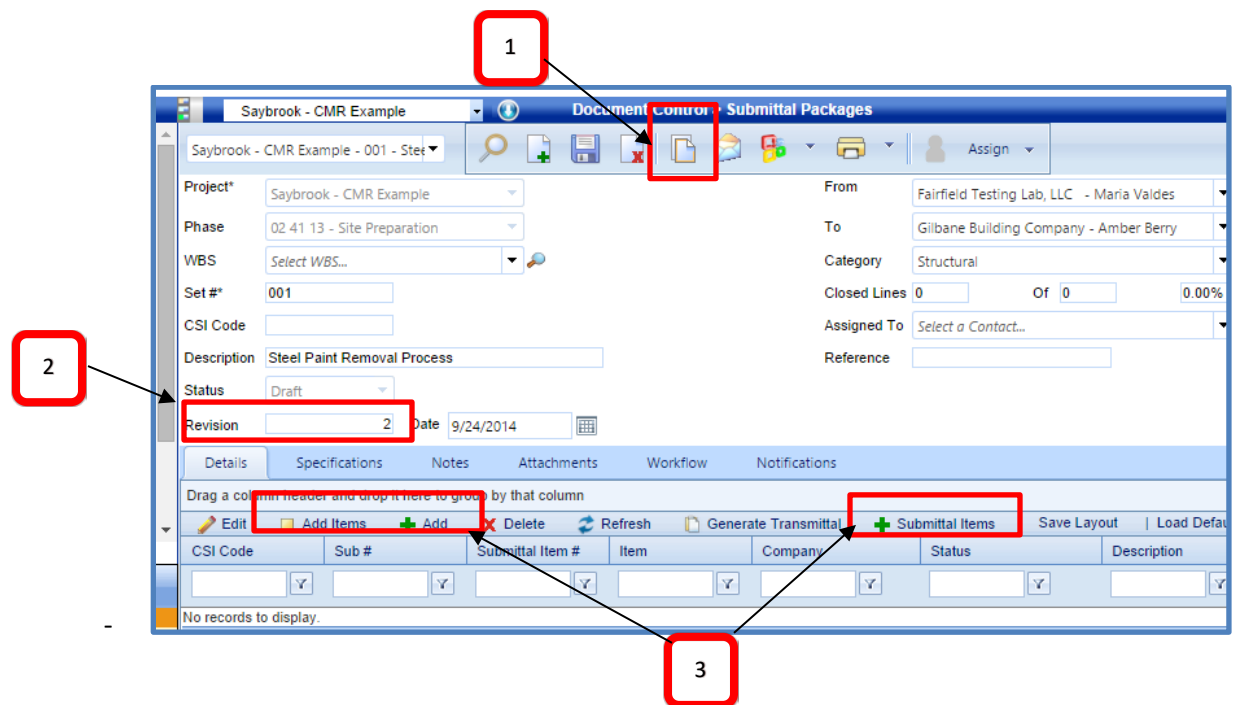 1
Saybrook - CMR Example Document Control > Submittal Packages
Saybrook - CMR Example - 001 - Stee Assign
Project* Saybrook - CMR Example From Fairfield Testing Lab, LLC - Maria Valdes
Phase 02 41 13 - Site Preparation To Gilbane Building Company - Amber Berry
WBS Select WBS... Category Structural
Set #* 001 Closed Lines 0 Of 0 0.00%
CSI Code Assigned To Select a Contact...
2
Description Steel Paint Removal Process Reference
Status Draft
Revision 2 Date 9/24/2014
Details Specifications Notes Attachments Workflow Notifications
Drag a column header and drop it here to group by that column
Edit Add Items Add Delete Refresh Generate Transmittal Submittal Items Save Layout | Load Defau
CSI Code Sub # Submittal Item # Item Company Status Description
No records to display.
-
3